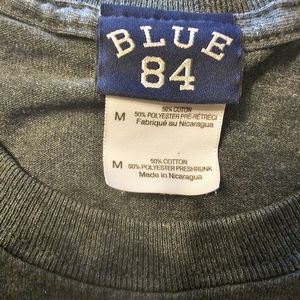 BLUE
84
M 50% COTTON
50% POLYESTER PRÉ-RÉTRÉCI
Fabriqué au Nicaragua
M 50% COTTON
50% POLYESTER PRESHRUNK
Made in Nicaragua